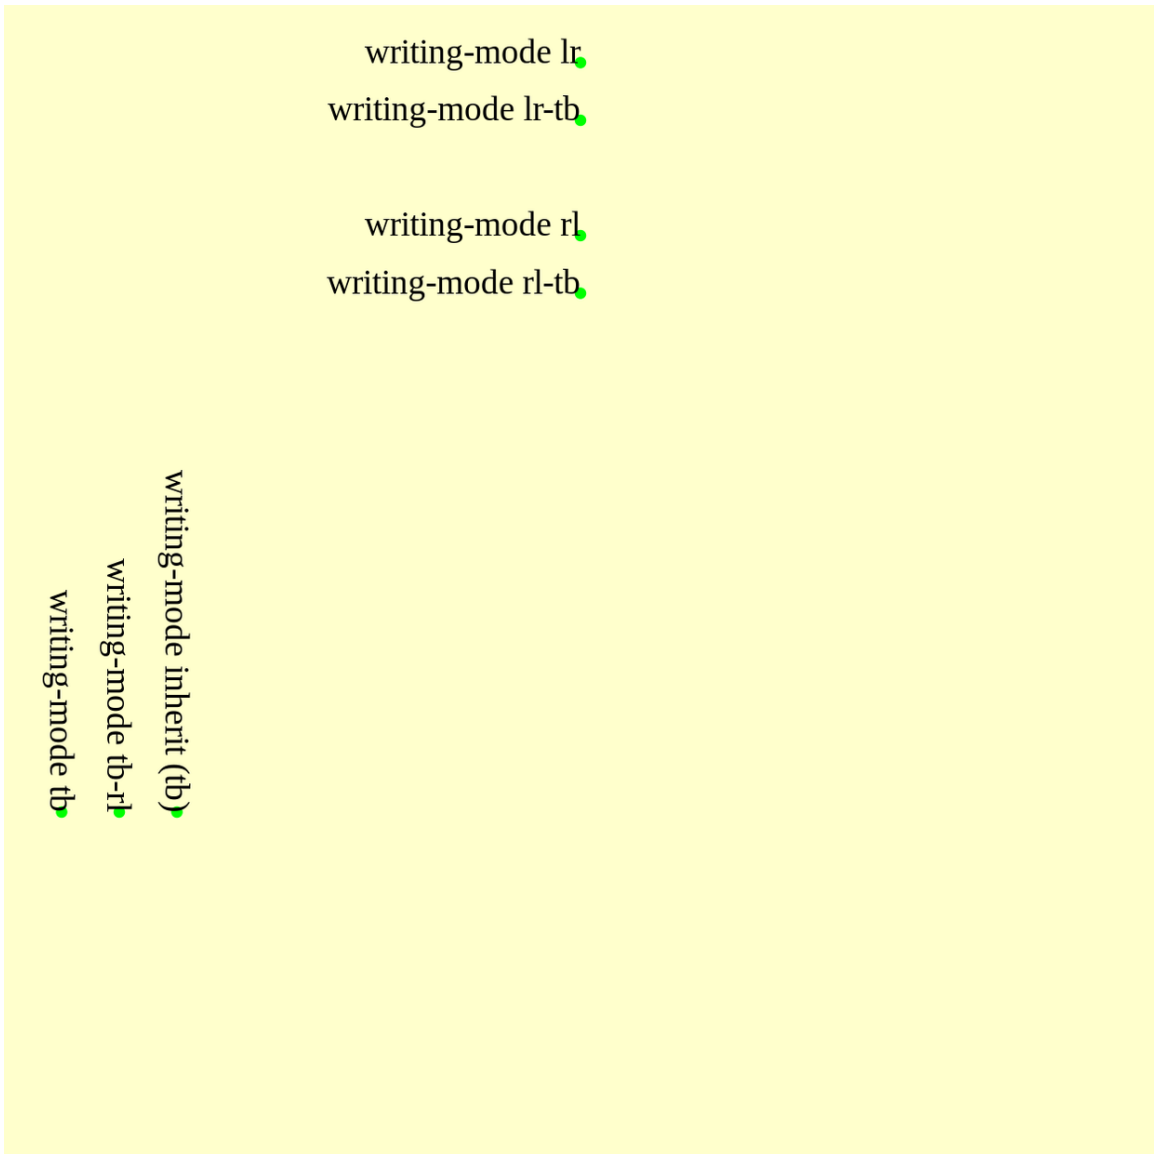 writing-mode lr
writing-mode lr-tb
writing-mode rl
writing-mode rl-tb
writing-mode tb
writing-mode tb-rl
writing-mode inherit (tb)